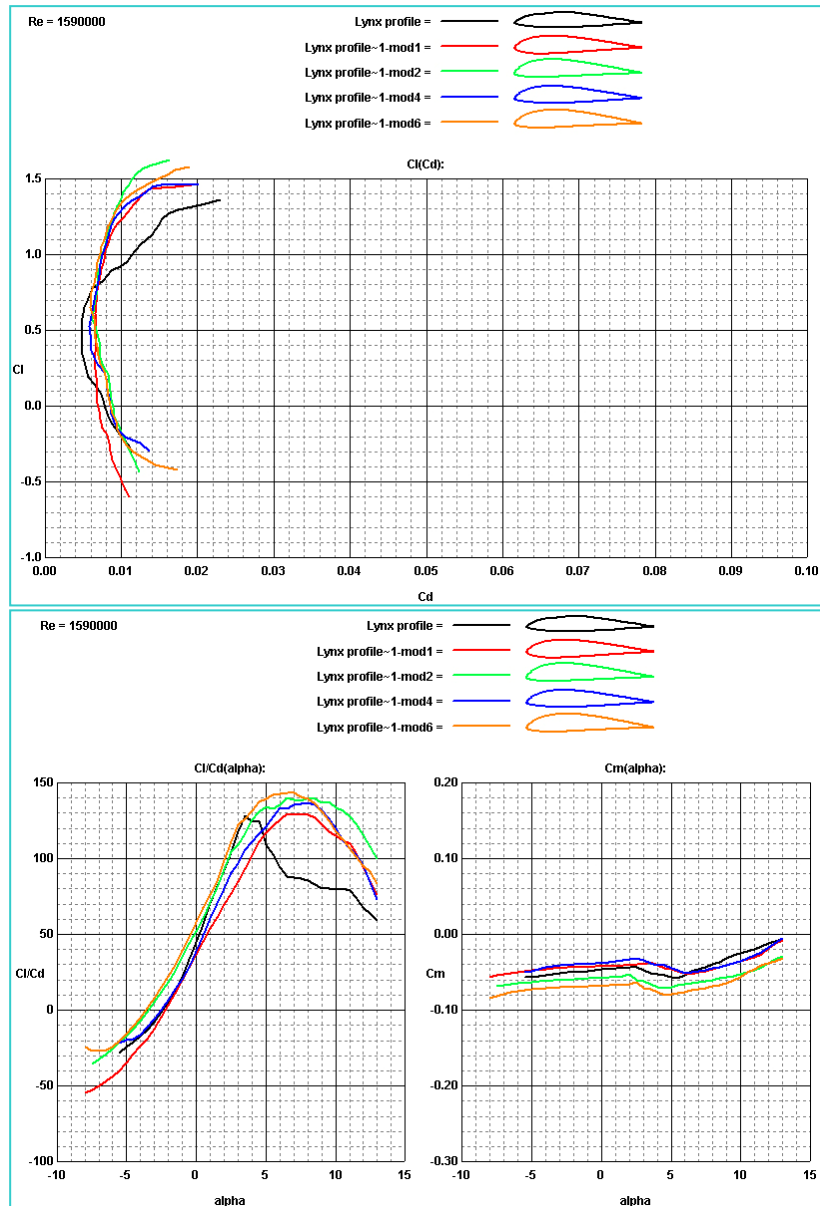 Re = 1590000
Lynx profile =
Lynx profile~1-mod1 =
Lynx profile~1-mod2 =
Lynx profile~1-mod4 =
Lynx profile~1-mod6 =
Cl(Cd):
1.5
1.0
0.5
Cl
0.0
-0.5
-1.0
0.00 0.01 0.02 0.03 0.04 0.05 0.06 0.07 0.08 0.09 0.10
Cd
Re = 1590000
Lynx profile =
Lynx profile~1-mod1 =
Lynx profile~1-mod2 =
Lynx profile~1-mod4 =
Lynx profile~1-mod6 =
Cl/Cd(alpha):
150
100
50
Cl/Cd
0
-50
-100
-10 -5 0 5 10 15
alpha
Cm(alpha):
0.20
0.10
0.00
Cm
-0.10
-0.20
-0.30
-10 -5 0 5 10 15
alpha